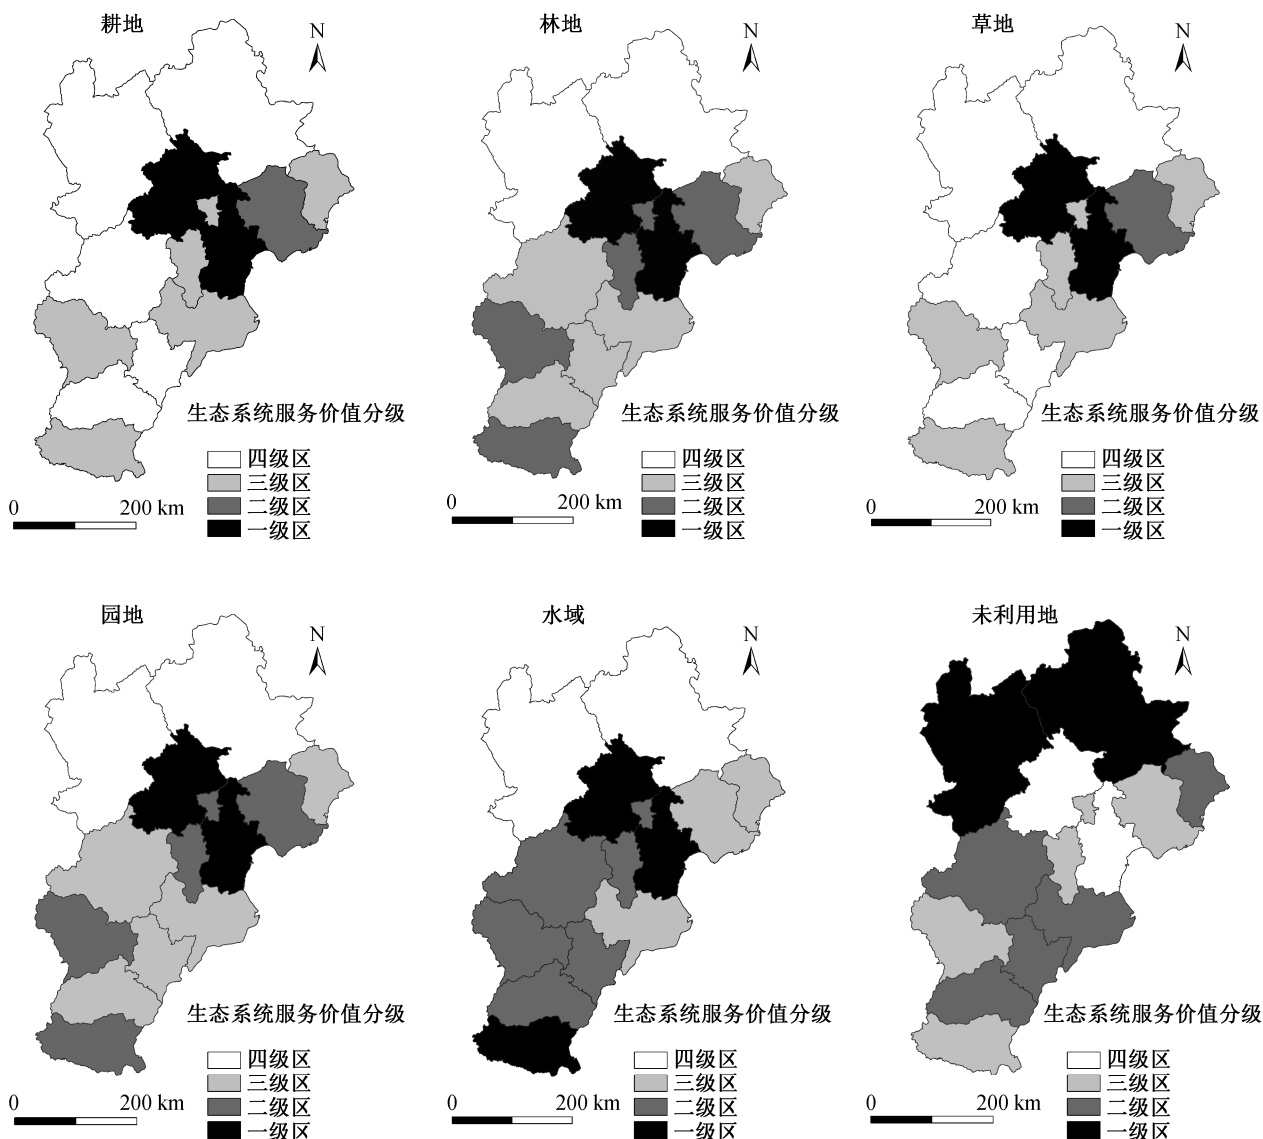 耕地
N
生态系统服务价值分级
四级区
三级区
二级区
一级区
0 200 km
林地
N
生态系统服务价值分级
四级区
三级区
二级区
一级区
0 200 km
草地
N
生态系统服务价值分级
四级区
三级区
二级区
一级区
0 200 km
园地
N
生态系统服务价值分级
四级区
三级区
二级区
一级区
0 200 km
水域
N
生态系统服务价值分级
四级区
三级区
二级区
一级区
0 200 km
未利用地
N
生态系统服务价值分级
四级区
三级区
二级区
一级区
0 200 km